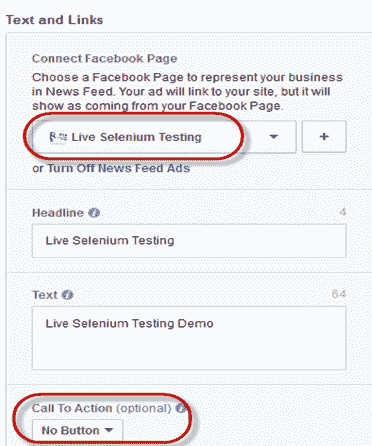 Text and Links
Connect Facebook Page
Choose a Facebook Page to represent your business
in News Feed. Your ad will link to your site, but it will
show as coming from your Facebook Page.
Live Selenium Testing
+
or Turn Off News Feed Ads
Headline 4
Live Selenium Testing
Text 64
Live Selenium Testing Demo
Call To Action (optional)
No Button